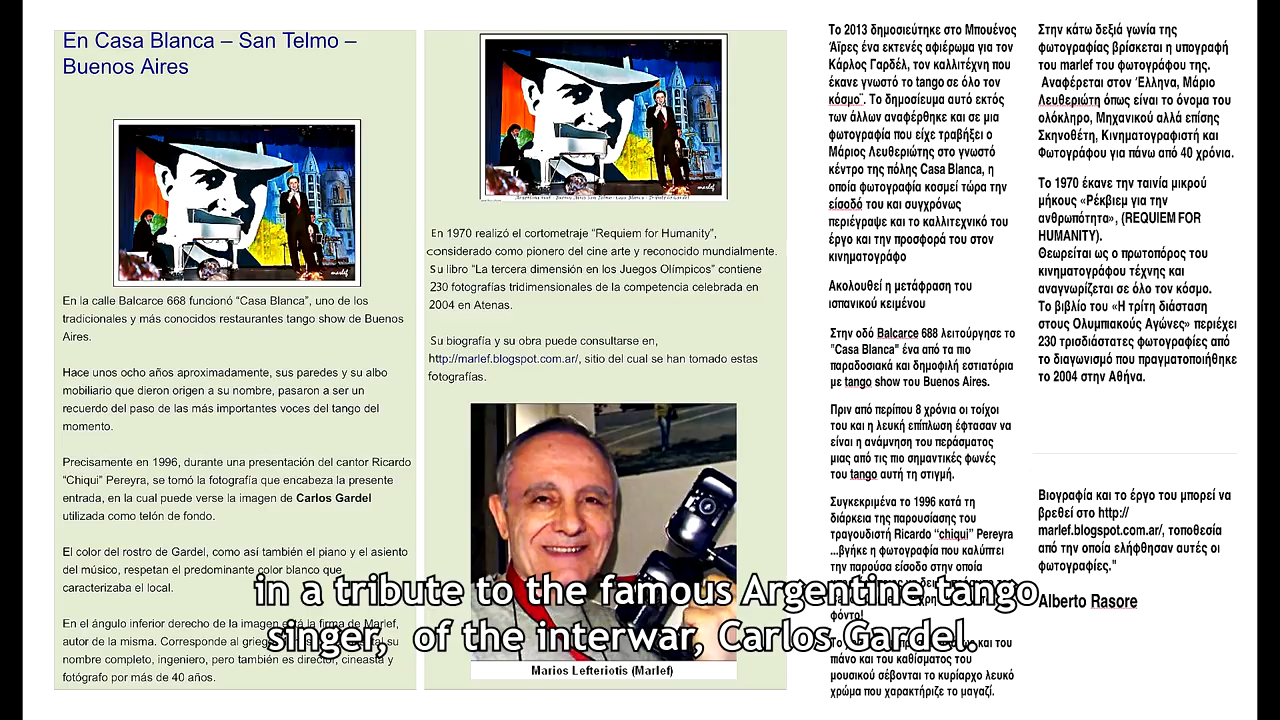 En Casa Blanca – San Telmo –
Buenos Aires
marlef
En la calle Balcarce 668 funcionó “Casa Blanca”, uno de los
tradicionales y más conocidos restaurantes tango show de Buenos
Aires.
Hace unos ocho años aproximadamente, sus paredes y su albo
mobiliario que dieron origen a su nombre, pasaron a ser un
recuerdo del paso de las más importantes voces del tango del
momento.
Precisamente en 1996, durante una presentación del cantor Ricardo
“Chiqui” Pereyra, se tomó la fotografía que encabeza la presente
entrada, en la cual puede verse la imagen de Carlos Gardel
utilizada como telón de fondo.
El color del rostro de Gardel, como así también el piano y el asiento
del músico, respetan el predominante color blanco que
caracterizaba el local.
En el ángulo inferior derecho de la imagen está la firma de Marlef,
autor de la misma. Corresponde al griego su
nombre completo, ingeniero, pero también es director, cineasta y
fotógrafo por más de 40 años.
marlef
En 1970 realizó el cortometraje “Requiem for Humanity”,
considerado como pionero del cine arte y reconocido mundialmente.
Su libro “La tercera dimensión en los Juegos Olímpicos” contiene
230 fotografías tridimensionales de la competencia celebrada en
2004 en Atenas.
Su biografía y su obra puede consultarse en,
http://marlef.blogspot.com.ar/, sitio del cual se han tomado estas
fotografías.
Marios Lefteriotis (Marlef)
Το 2013 δημοσιεύτηκε στο Μπουένος
Άϊρες ένα εκτενές αφιέρωμα για τον
Κάρλος Γαρδέλ, τον καλλιτέχνη που
έκανε γνωστό το tango σε όλο τον
κόσμο¨. Το δημοσίευμα αυτό εκτός
των άλλων αναφέρθηκε και σε μια
φωτογραφία που είχε τραβήξει ο
Μάριος Λευθεριώτης στο γνωστό
κέντρο της πόλης Casa Blanca, η
οποία φωτογραφία κοσμεί τώρα την
είσοδό του και συγχρόνως
περιέγραψε και το καλλιτεχνικό του
έργο και την προσφορά του στον
κινηματογράφο
Ακολουθεί η μετάφραση του
ισπανικού κειμένου
Στην οδό Balcarce 688 λειτούργησε το
"Casa Blanca" ένα από τα πιο
παραδοσιακά και δημοφιλή εστιατόρια
με tango show του Buenos Aires.
Πριν από περίπου 8 χρόνια οι τοίχοι
του και η λευκή επίπλωση έφτασαν να
είναι η ανάμνηση του περάσματος
μιας από τις πιο σημαντικές φωνές
του tango αυτή τη στιγμή.
Συγκεκριμένα το 1996 κατά τη
διάρκεια της παρουσίασης του
τραγουδιστή Ricardo “chiqui” Pereyra
...βγήκε η φωτογραφία που καλύπτει
την παρούσα είσοδο στην οποία
φόντο!
και του
πάνο και του καθίσματος του
μουσικού σέβονται το κυρίαρχο λευκό
χρώμα που χαρακτήριζε το μαγαζί.
Στην κάτω δεξιά γωνία της
φωτογραφίας βρίσκεται η υπογραφή
του marlef του φωτογράφου της.
Αναφέρεται στον Έλληνα, Μάριο
Λευθεριώτη όπως είναι το όνομα του
ολόκληρο, Μηχανικού αλλά επίσης
Σκηνοθέτη, Κινηματογραφιστή και
Φωτογράφου για πάνω από 40 χρόνια.
Το 1970 έκανε την ταινία μικρού
μήκους «Ρέκβιεμ για την
ανθρωπότητα», (REQUIEM FOR
HUMANITY).
Θεωρείται ως ο πρωτοπόρος του
κινηματογράφου τέχνης και
αναγνωρίζεται σε όλο τον κόσμο.
Το βιβλίο του «Η τρίτη διάσταση
στους Ολυμπιακούς Αγώνες» περιέχει
230 τρισδιάστατες φωτογραφίες από
το διαγωνισμό που πραγματοποιήθηκε
το 2004 στην Αθήνα.
Βιογραφία και το έργο του μπορεί να
βρεθεί στο http://
marlef.blogspot.com.ar/, τοποθεσία
από την οποία ελήφθησαν αυτές οι
φωτογραφίες."
Alberto Rasore
in a tribute to the famous Argentine tango
singer, of the interwar, Carlos Gardel.